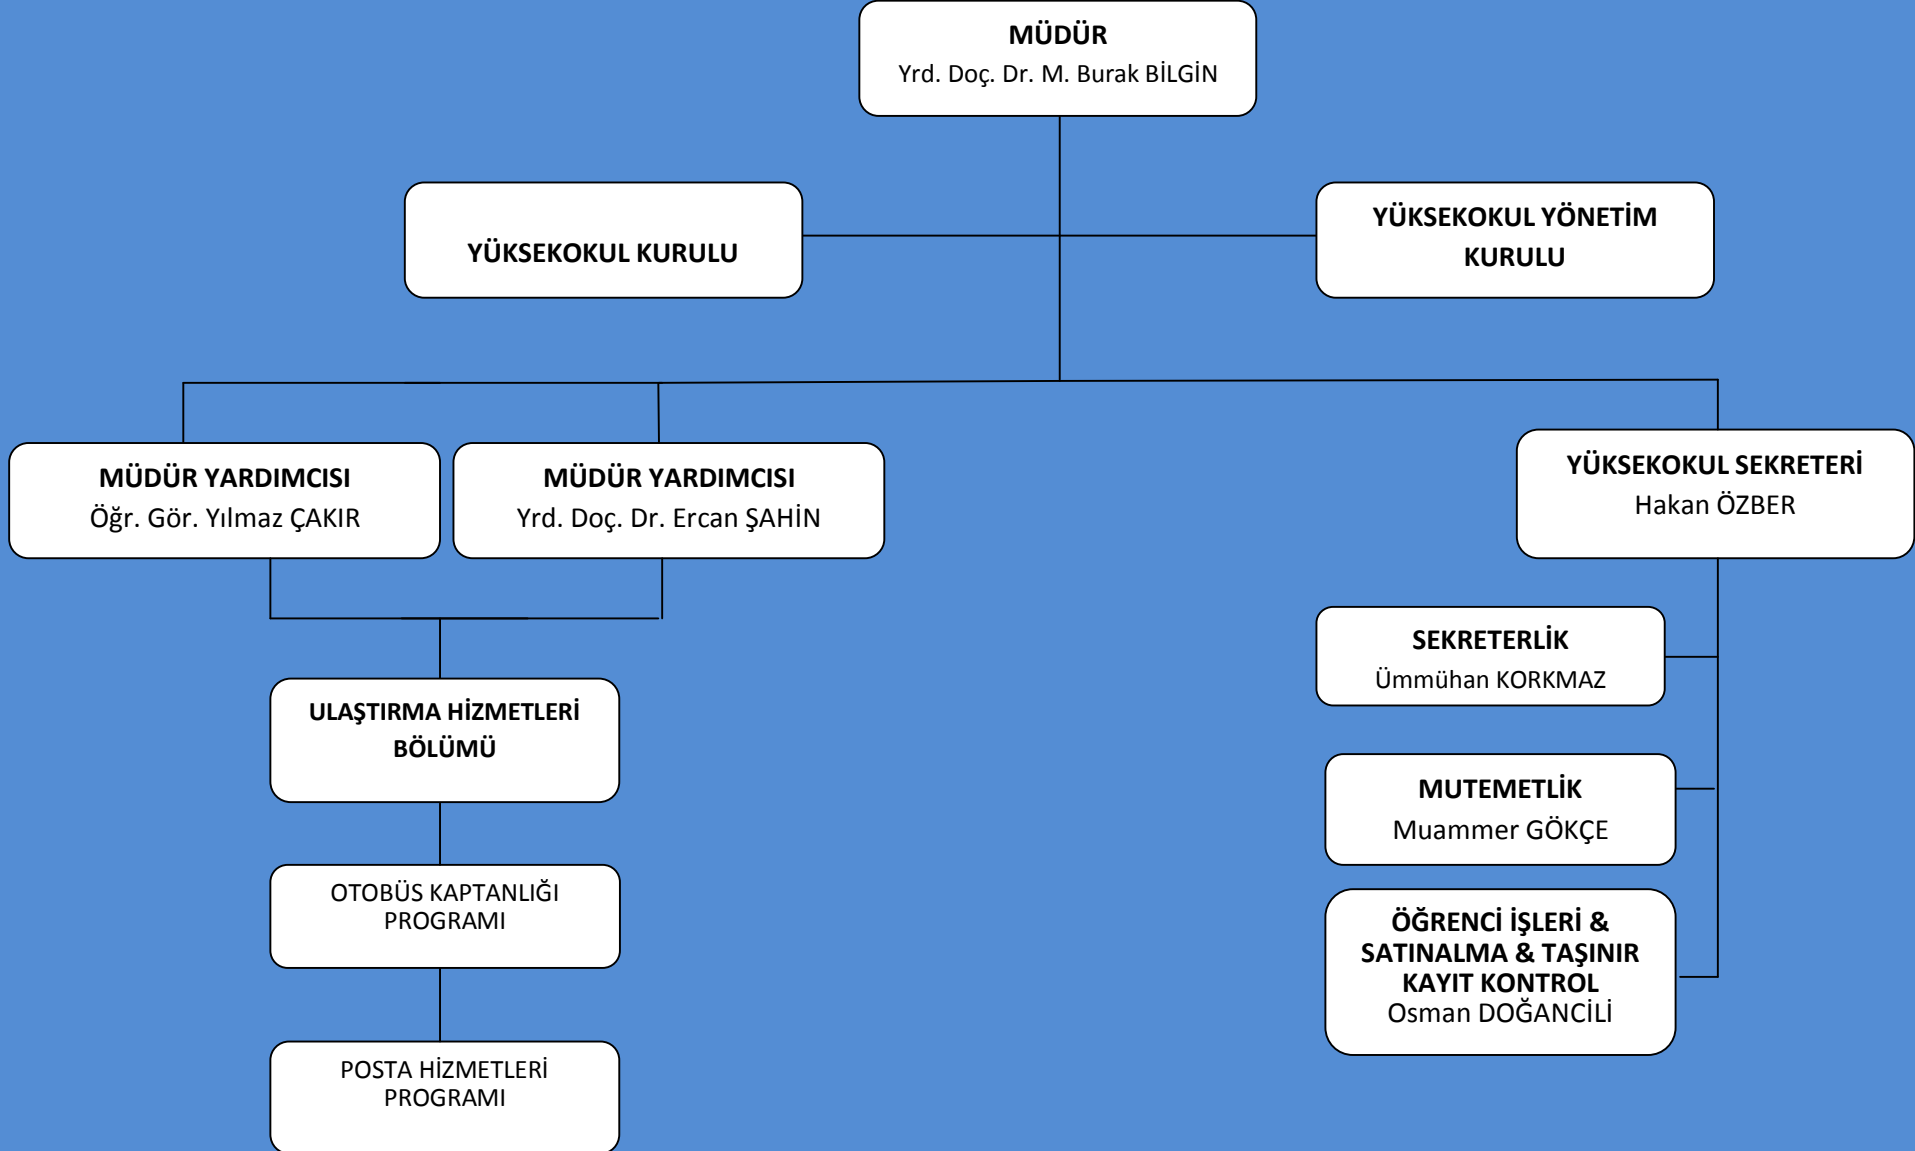 MÜDÜR
Yrd. Doç. Dr. M. Burak BİLGİN
YÜKSEKOKUL KURULU
YÜKSEKOKUL YÖNETİM
KURULU
MÜDÜR YARDIMCISI
Öğr. Gör. Yılmaz ÇAKIR
MÜDÜR YARDIMCISI
Yrd. Doç. Dr. Ercan ŞAHİN
YÜKSEKOKUL SEKRETERİ
Hakan ÖZBER
ULAŞTIRMA HİZMETLERİ
BÖLÜMÜ
OTOBÜS KAPTANLIĞI
PROGRAMI
POSTA HİZMETLERİ
PROGRAMI
SEKRETERLİK
Ümmühan KORKMAZ
MUTEMETLİK
Muammer GÖKÇE
ÖĞRENCİ İŞLERİ &
SATINALMA & TAŞINIR
KAYIT KONTROL
Osman DOĞANCİLİ